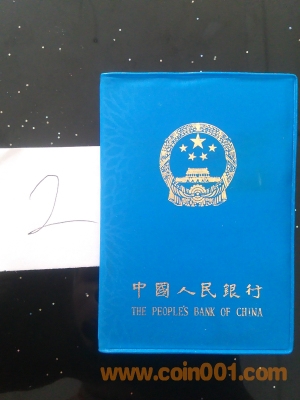 2
中國人民銀行
THE PEOPLE'S BANK OF CHINA
www.coin001.com